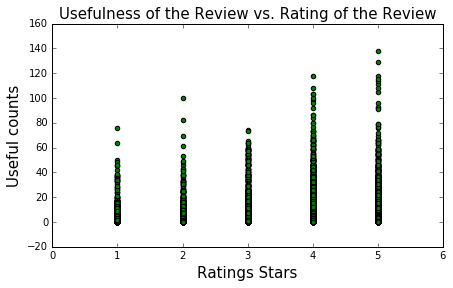 Usefulness of the Review vs. Rating of the Review
160
140
120
100
80
60
40
20
0
−20
Useful counts
0 1 2 3 4 5 6
Ratings Stars